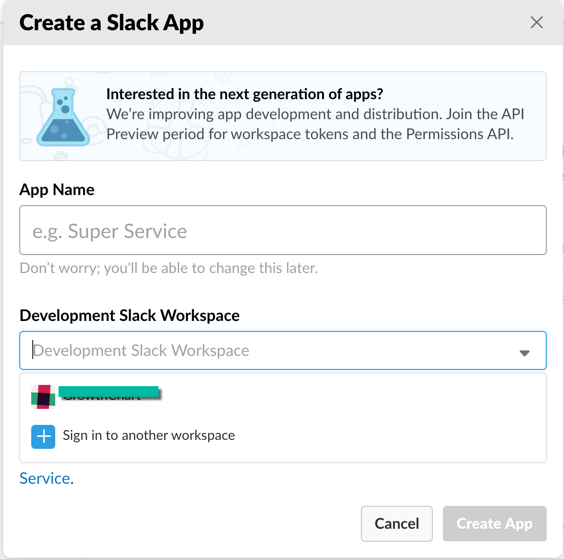 Create a Slack App
Interested in the next generation of apps?
We're improving app development and distribution. Join the API
Preview period for workspace tokens and the Permissions API.
App Name
e.g. Super Service
Don't worry; you'll be able to change this later.
Development Slack Workspace
Development Slack Workspace
Sign in to another workspace
Service.
Cancel
Create App